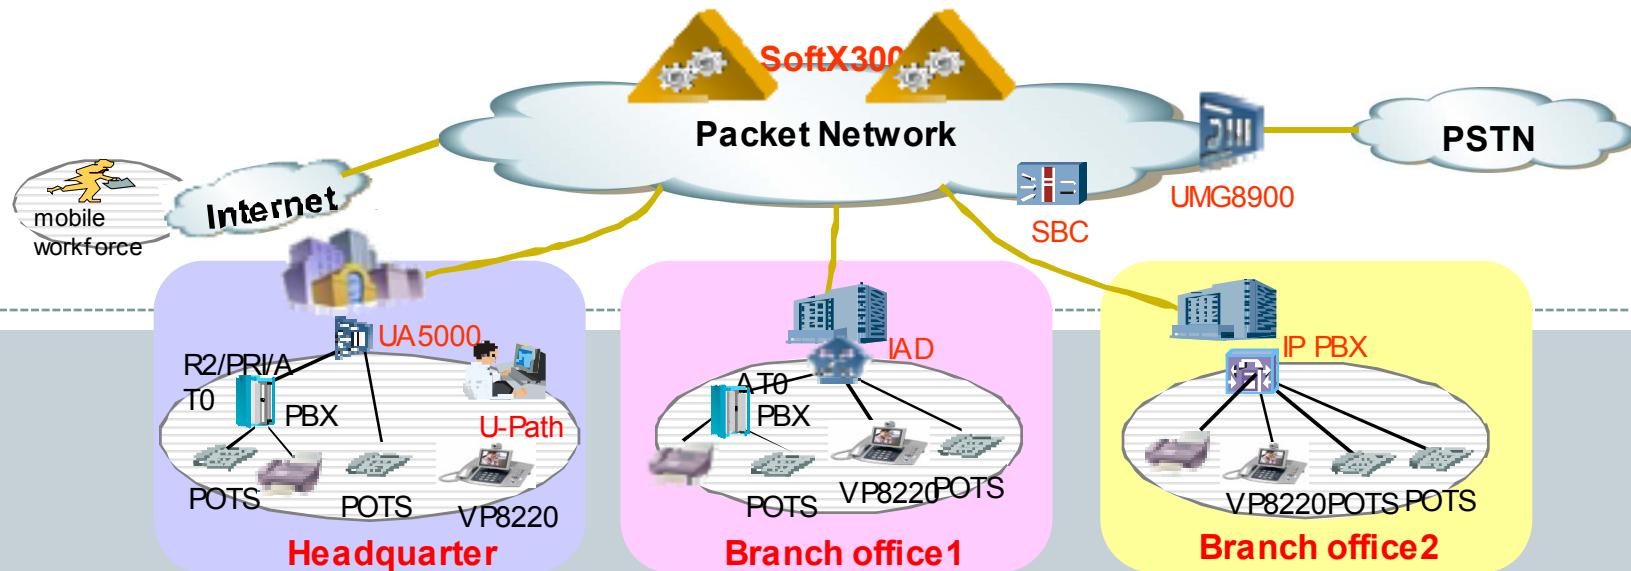 SoftX300
Packet Network
PSTN
UMG8900
SBC
Internet
mobile
workforce
UA5000
R2/PRI/A
T0
PBX
U-Path
POTS
POTS
VP8220
Headquarter
IAD
AT0
PBX
POTS
VP8220
POTS
Branch office1
IP PBX
VP8220
POTS
POTS
Branch office2